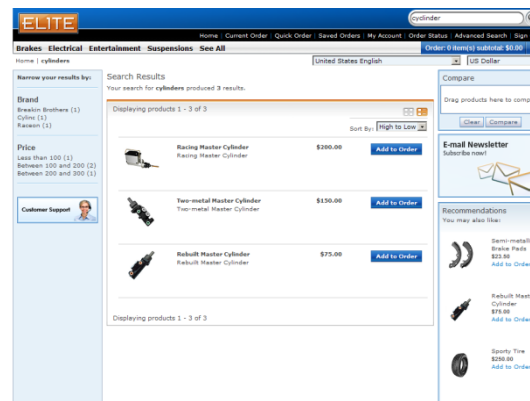 ELITE
cyclinder
Home | Current Order | Quick Order | Saved Orders | My Account | Order Status | Advanced Search | Sign
Brakes Electrical Entertainment Suspensions See All
Order: 0 item(s) subtotal: $0.00
Home | cylinders
United States English
US Dollar
Narrow your results by:
Brand
Breakin Brothers (1)
Cylins (1)
Raceon (1)
Price
Less than 100 (1)
Between 100 and 200 (2)
Between 200 and 300 (1)
Customer Support
Search Results
Your search for cylinders produced 3 results.
Displaying products 1 - 3 of 3
Sort By: High to Low
Racing Master Cylinder
Racing Master Cylinder
$200.00
Add to Order
Two-metal Master Cylinder
Two-metal Master Cylinder
$150.00
Add to Order
Rebuilt Master Cylinder
Rebuilt Master Cylinder
$75.00
Add to Order
Displaying products 1 - 3 of 3
Compare
Drag products here to comp
Clear Compare
E-mail Newsletter
Subscribe now!
Recommendations
You may also like:
Semi-metalli
Brake Pads
$23.50
Add to Order
Rebuilt Mast
Cylinder
$75.00
Add to Order
Sporty Tire
$250.00
Add to Order